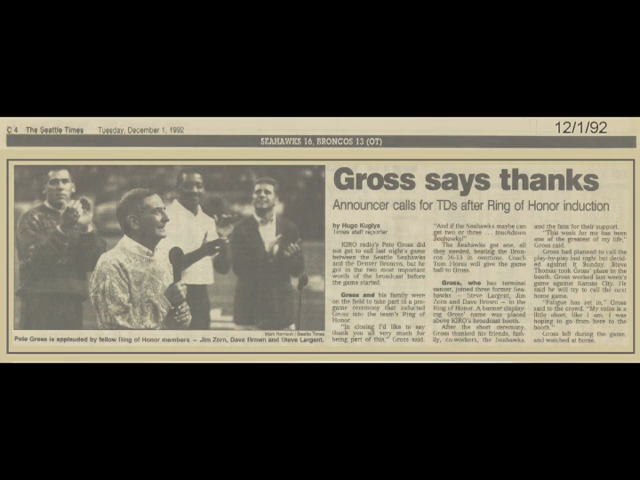 C 4 The Seattle Times Tuesday, December 1, 1992
12/1/92
SEAHAWKS 16, BRONCOS 13 (OT)
Gross says thanks
Announcer calls for TDs after Ring of Honor induction
by Hugo Kugiya
Times staff reporter
KIRO radio's Pete Gross did
not get to call last night's game
between the Seattle Seahawks
and the Denver Broncos, but he
got in the two most important
words of the broadcast before
the game started.
Gross and his family were
on the field to take part in a pre-
game ceremony that inducted
Gross into the team's Ring of
Honor.
"In closing I'd like to say
thank you all very much for
being part of this," Gross said.
"And if the Seahawks maybe can
get two or three . . . touchdown
Seahawks!"
The Seahawks got one, all
they needed, beating the Bron-
cos 16-13 in overtime. Coach
Tom Flores will give the game
ball to Gross.
Gross, who has terminal
cancer, joined three former Sea-
hawks — Steve Largent, Jim
Zorn and Dave Brown — in the
Ring of Honor. A banner display-
ing Gross' name was placed
above KIRO's broadcast booth.
After the short ceremony,
Gross thanked his friends, fam-
ily, co-workers, the Seahawks,
and the fans for their support.
"This week for me has been
one of the greatest of my life,"
Gross said.
Gross had planned to call the
play-by-play last night but decid-
ed against it Sunday. Steve
Thomas took Gross' place in the
booth. Gross worked last week's
game against Kansas City. He
said he will try to call the next
home game.
"Fatigue has set in," Gross
said to the crowd. "My voice is a
little short, like I am. I was
hoping to go from here to the
booth."
Gross left during the game,
and watched at home.
Mark Harrison / Seattle Times
Pete Gross is applauded by fellow Ring of Honor members — Jim Zorn, Dave Brown and Steve Largent.